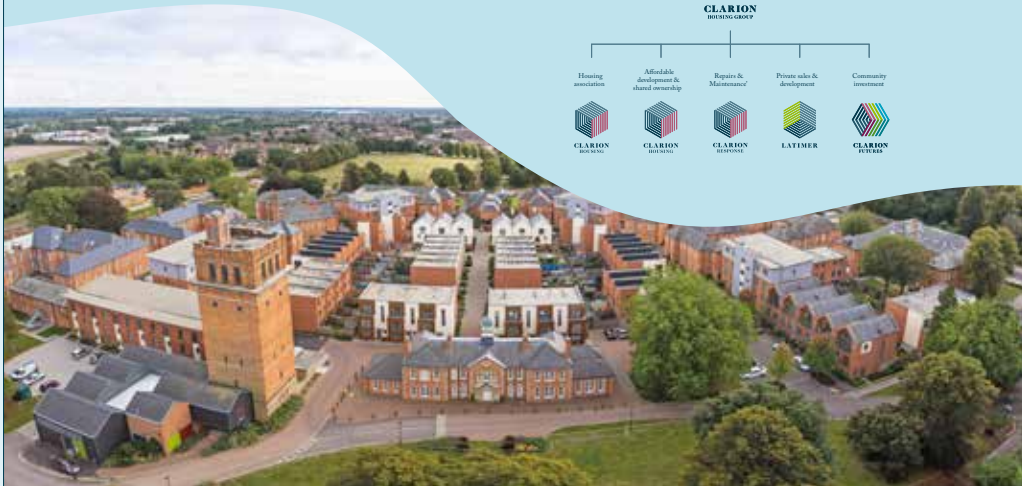 CLARION
HOUSING GROUP
Housing
association
Affordable
development &
shared ownership
Repairs &
Maintenance¹
Private sales &
development
Community
investment
CLARION
HOUSING
CLARION
HOUSING
CLARION
RESPONSE
LATIMER
CLARION
FUTURES